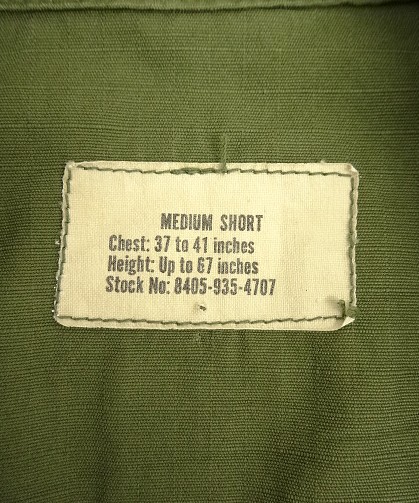 MEDIUM SHORT
Chest: 37 to 41 inches
Height: Up to 67 inches
Stock No: 8405-935-4707